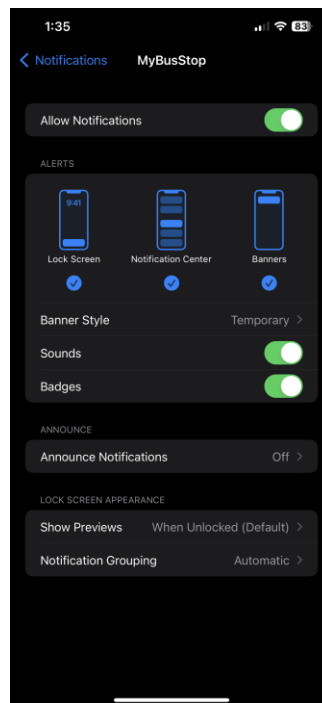 1:35 83
Notifications MyBusStop
Allow Notifications
ALERTS
9:41
Lock Screen Notification Center Banners
Banner Style Temporary
Sounds
Badges
ANNOUNCE
Announce Notifications Off
LOCK SCREEN APPEARANCE
Show Previews When Unlocked (Default)
Notification Grouping Automatic